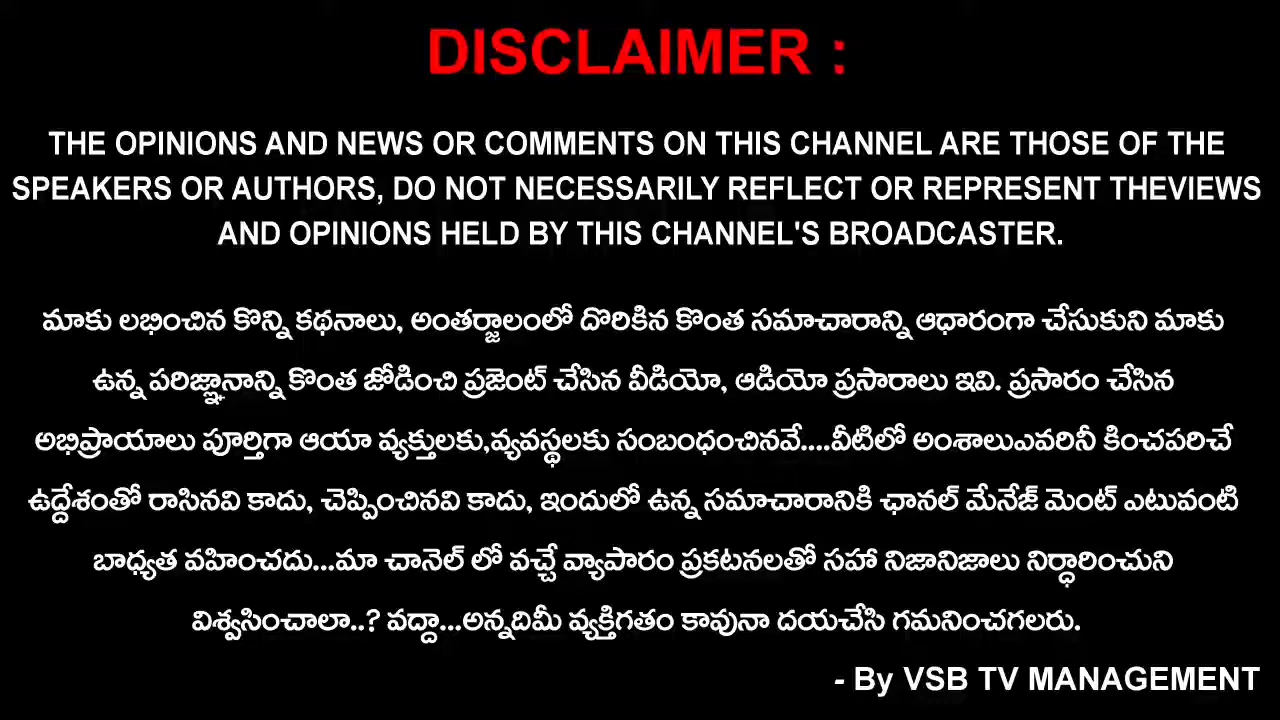 DISCLAIMER :
THE OPINIONS AND NEWS OR COMMENTS ON THIS CHANNEL ARE THOSE OF THE
SPEAKERS OR AUTHORS, DO NOT NECESSARILY REFLECT OR REPRESENT THEVIEWS
AND OPINIONS HELD BY THIS CHANNEL'S BROADCASTER.
మాకు లభించిన కొన్ని కథనాలు, అంతర్జాలంలో దొరికిన కొంత సమాచారాన్ని ఆధారంగా చేసుకుని మాకు
ఉన్న పరిజ్ఞానాన్ని కొంత జోడించి ప్రజెంట్ చేసిన వీడియో, ఆడియో ప్రసారాలు ఇవి. ప్రసారం చేసిన
అభిప్రాయాలు పూర్తిగా ఆయా వ్యక్తులకు,వ్యవస్థలకు సంబంధంచినవే....వీటిలో అంశాలుఎవరినీ కించపరిచే
ఉద్దేశంతో రాసినవి కాదు, చెప్పించినవి కాదు, ఇందులో ఉన్న సమాచారానికి ఛానల్ మేనేజ్ మెంట్ ఎటువంటి
బాధ్యత వహించదు...మా చానెల్ లో వచ్చే వ్యాపారం ప్రకటనలతో సహా నిజానిజాలు నిర్ధారించుని
విశ్వసించాలా..? వద్దా...అన్నదిమీ వ్యక్తిగతం కావునా దయచేసి గమనించగలరు.
- By VSB TV MANAGEMENT